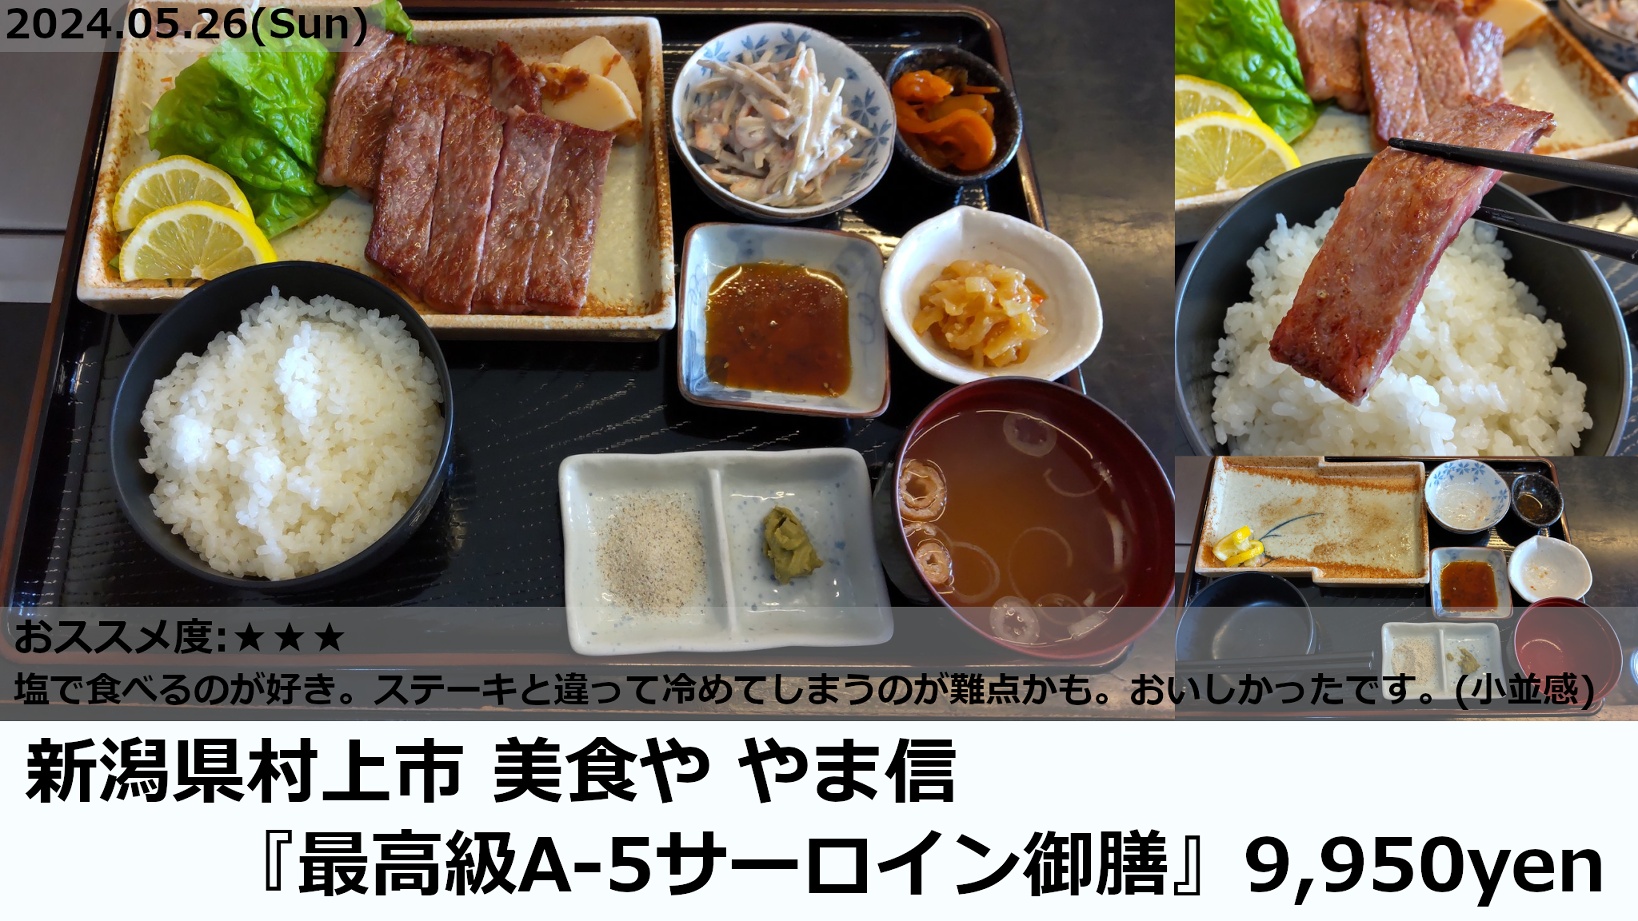 2024.05.26(Sun)
おススメ度:★★★
塩で食べるのが好き。ステーキと違って冷めてしまうのが難点かも。おいしかったです。(小並感)
新潟県村上市 美食や やま信
『最高級A-5サーロイン御膳』9,950yen